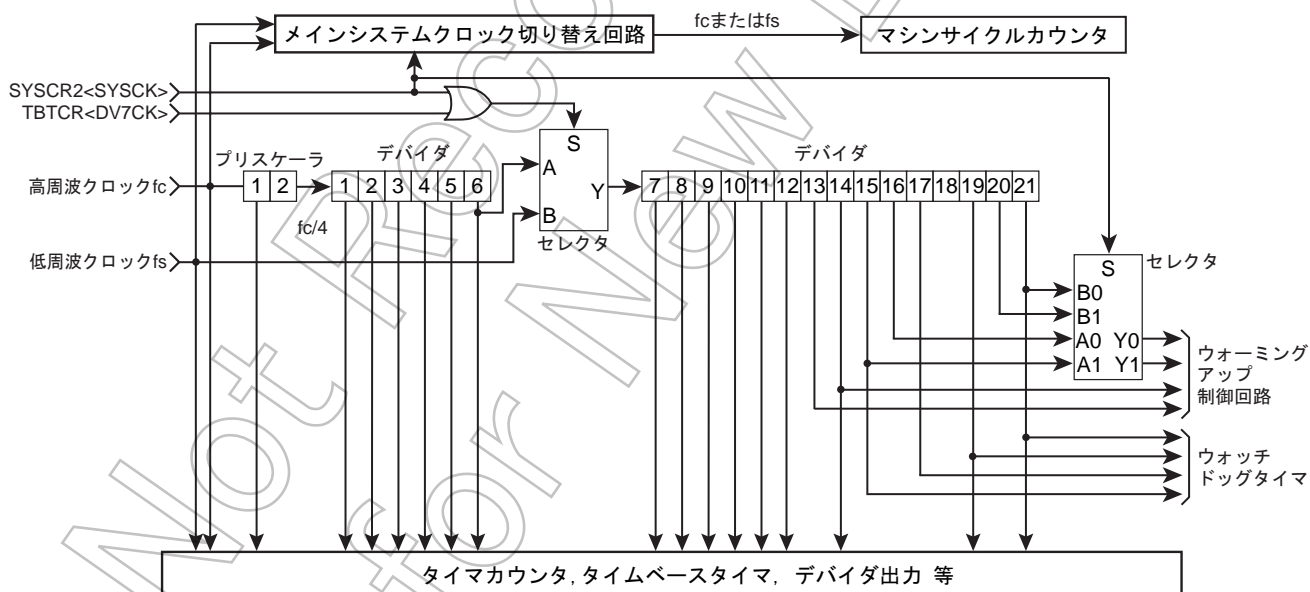 メインシステムクロック切り替え回路
fcまたはfs
マシンサイクルカウンタ
SYSCR2<SYSCK>
TBTCR<DV7CK>
プリスケーラ
デバイダ
S
デバイダ
高周波クロックfc
1 2
1 2 3 4 5 6
A
Y
7 8 9 10 11 12 13 14 15 16 17 18 19 20 21
fc/4
B
セレクタ
低周波クロックfs
S
セレクタ
B0
B1
A0 Y0
A1 Y1
ウォーミング
アップ
制御回路
ウォッチ
ドッグタイマ
タイマカウンタ, タイムベースタイマ, デバイダ出力 等
Not Reco
for New D